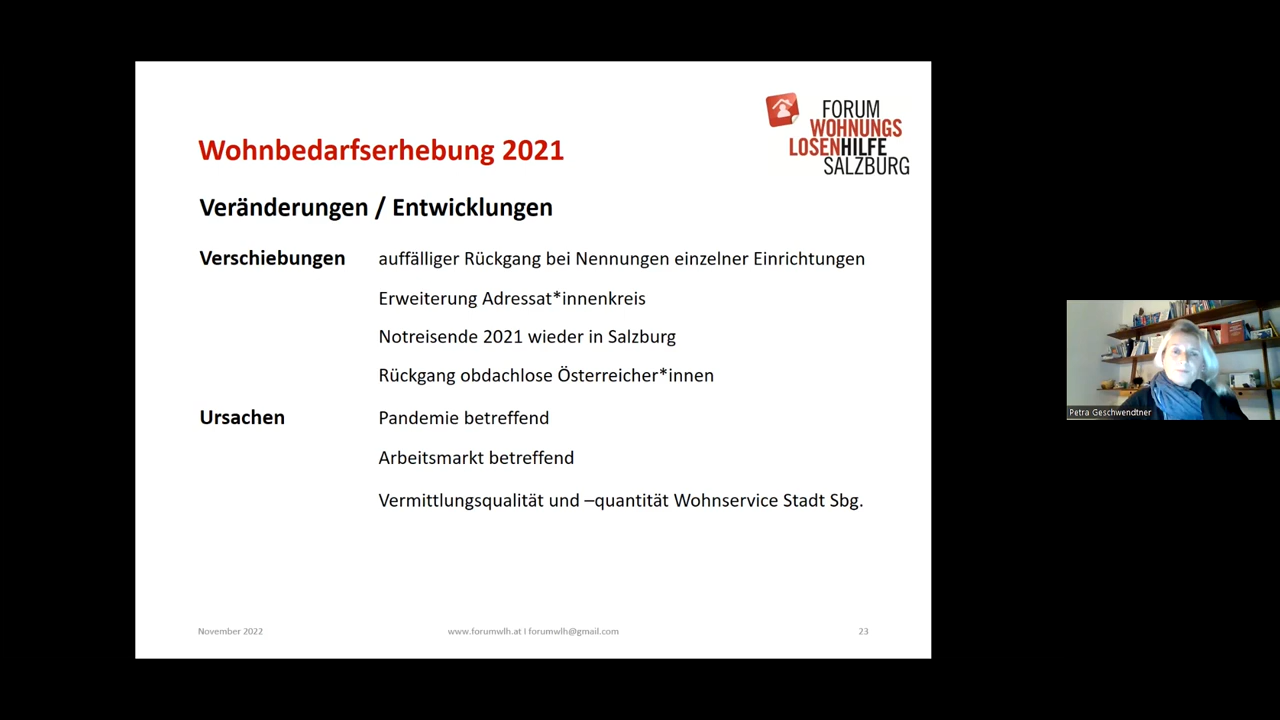 FORUM
WOHNUNGS
LOSENHILFE
SALZBURG
Wohnbedarfserhebung 2021
Veränderungen / Entwicklungen
Verschiebungen auffälliger Rückgang bei Nennungen einzelner Einrichtungen
Erweiterung Adressat*innenkreis
Notreisende 2021 wieder in Salzburg
Rückgang obdachlose Österreicher*innen
Ursachen Pandemie betreffend
Arbeitsmarkt betreffend
Vermittlungsqualität und –quantität Wohnservice Stadt Sbg.
November 2022 www.forumwlh.at I forumwlh@gmail.com 23
Petra Geschwendtner